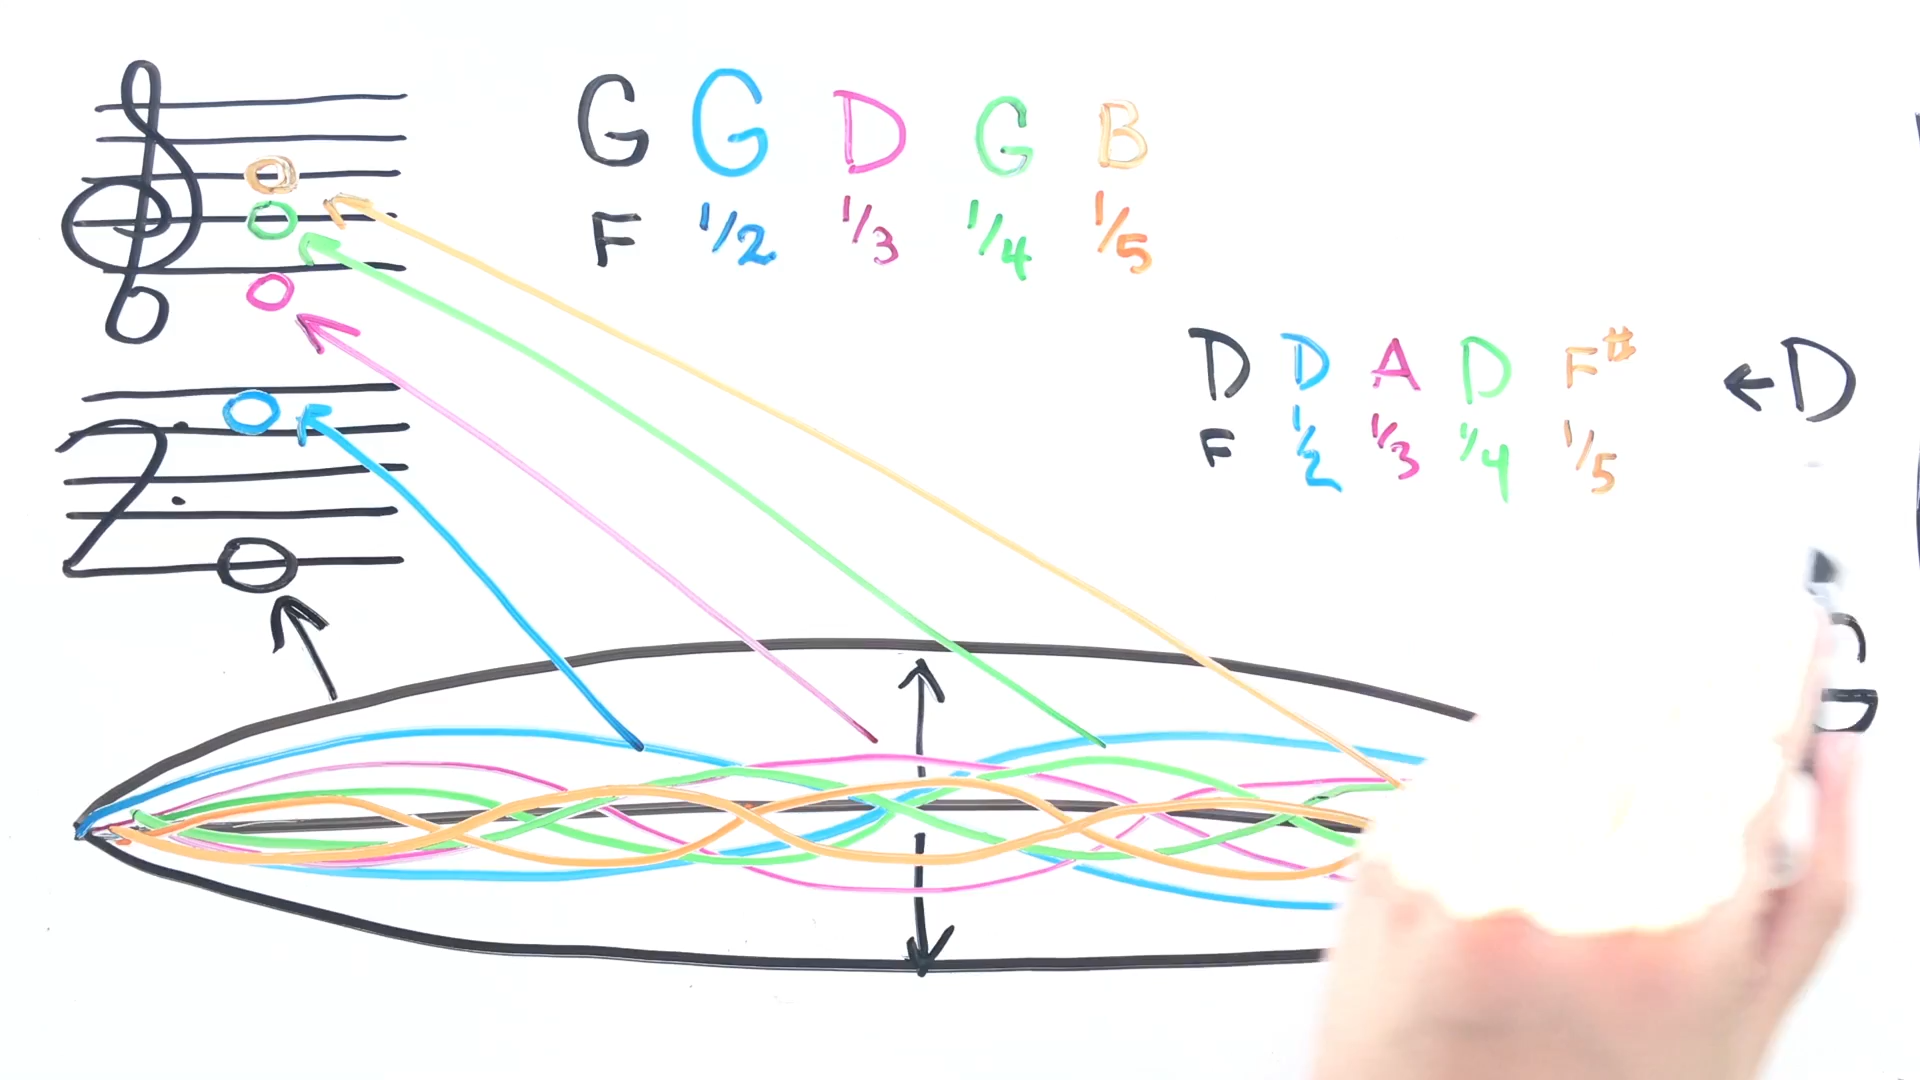 G G D G B
F 1/2 1/3 1/4 1/5
D D A D F# ← D
F 1/2 1/3 1/4 1/5
G